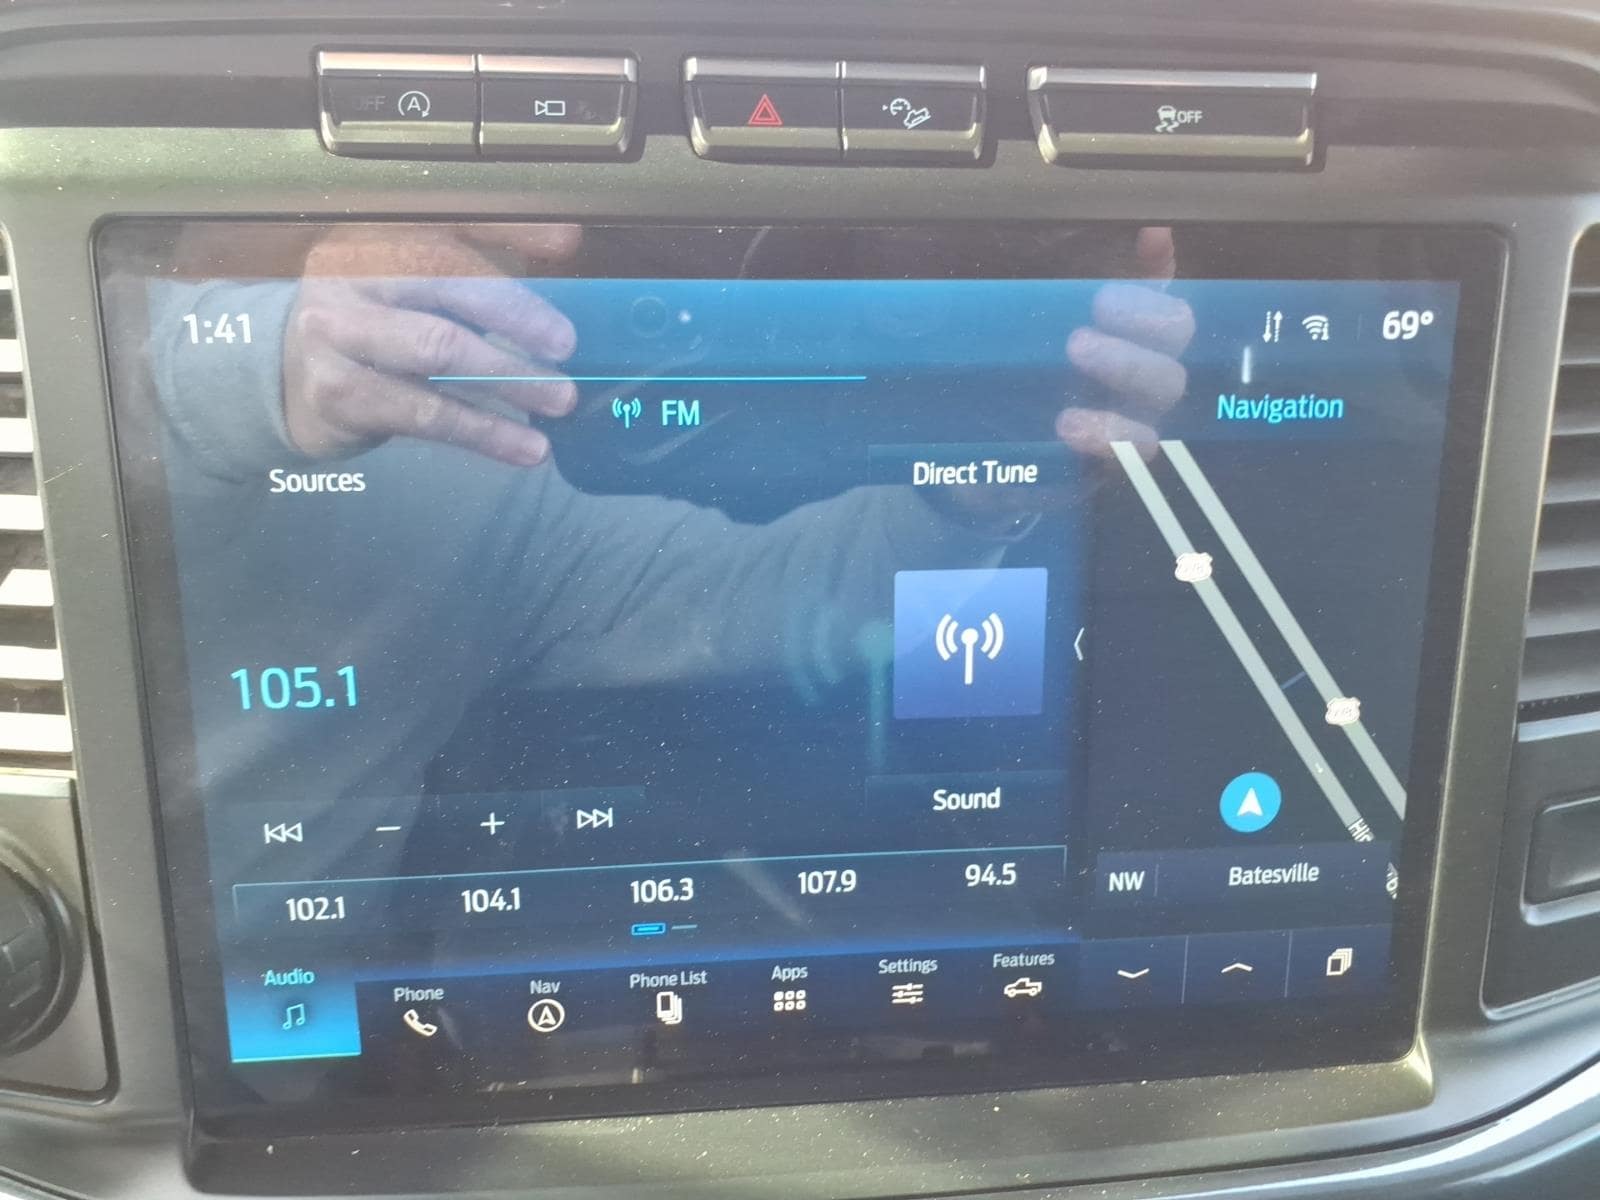 OFF A
OFF
1:41
69°
FM
Navigation
Sources
Direct Tune
105.1
Sound
102.1 104.1 106.3 107.9 94.5
NW Batesville
Audio Phone Nav Phone List Apps Settings Features